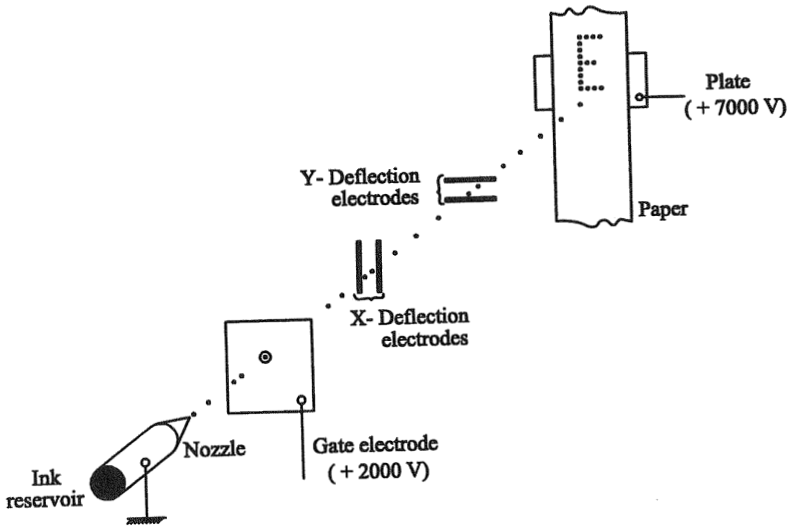 E
Plate
( + 7000 V)
Y- Deflection
electrodes
Paper
X- Deflection
electrodes
Nozzle
Gate electrode
( + 2000 V)
Ink
reservoir